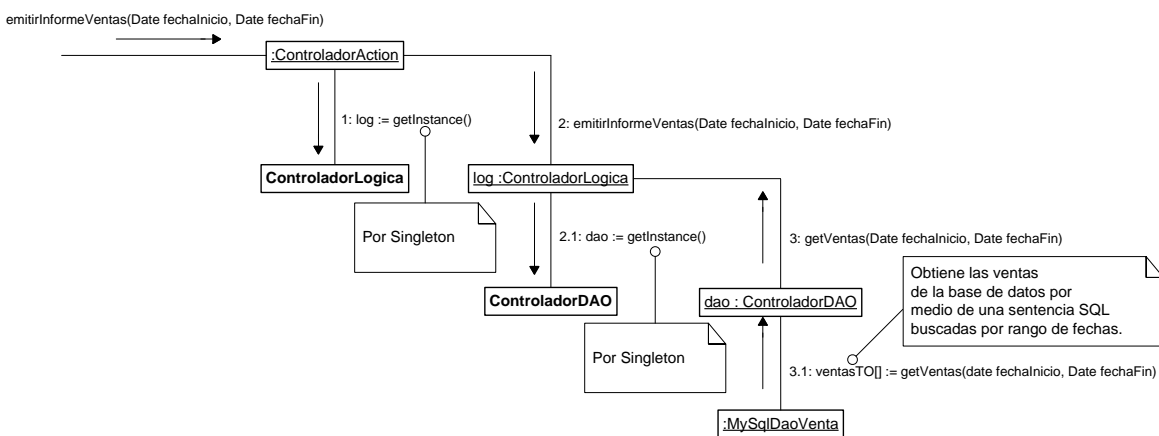 emitirInformeVentas(Date fechaInicio, Date fechaFin)
:ControladorAction
1: log := getInstance()
2: emitirInformeVentas(Date fechaInicio, Date fechaFin)
ControladorLogica
log :ControladorLogica
Por Singleton
2.1: dao := getInstance()
3: getVentas(Date fechaInicio, Date fechaFin)
Obtiene las ventas
de la base de datos por
medio de una sentencia SQL
buscadas por rango de fechas.
ControladorDAO
dao : ControladorDAO
Por Singleton
3.1: ventasTO[] := getVentas(date fechaInicio, Date fechaFin)
:MySqlDaoVenta